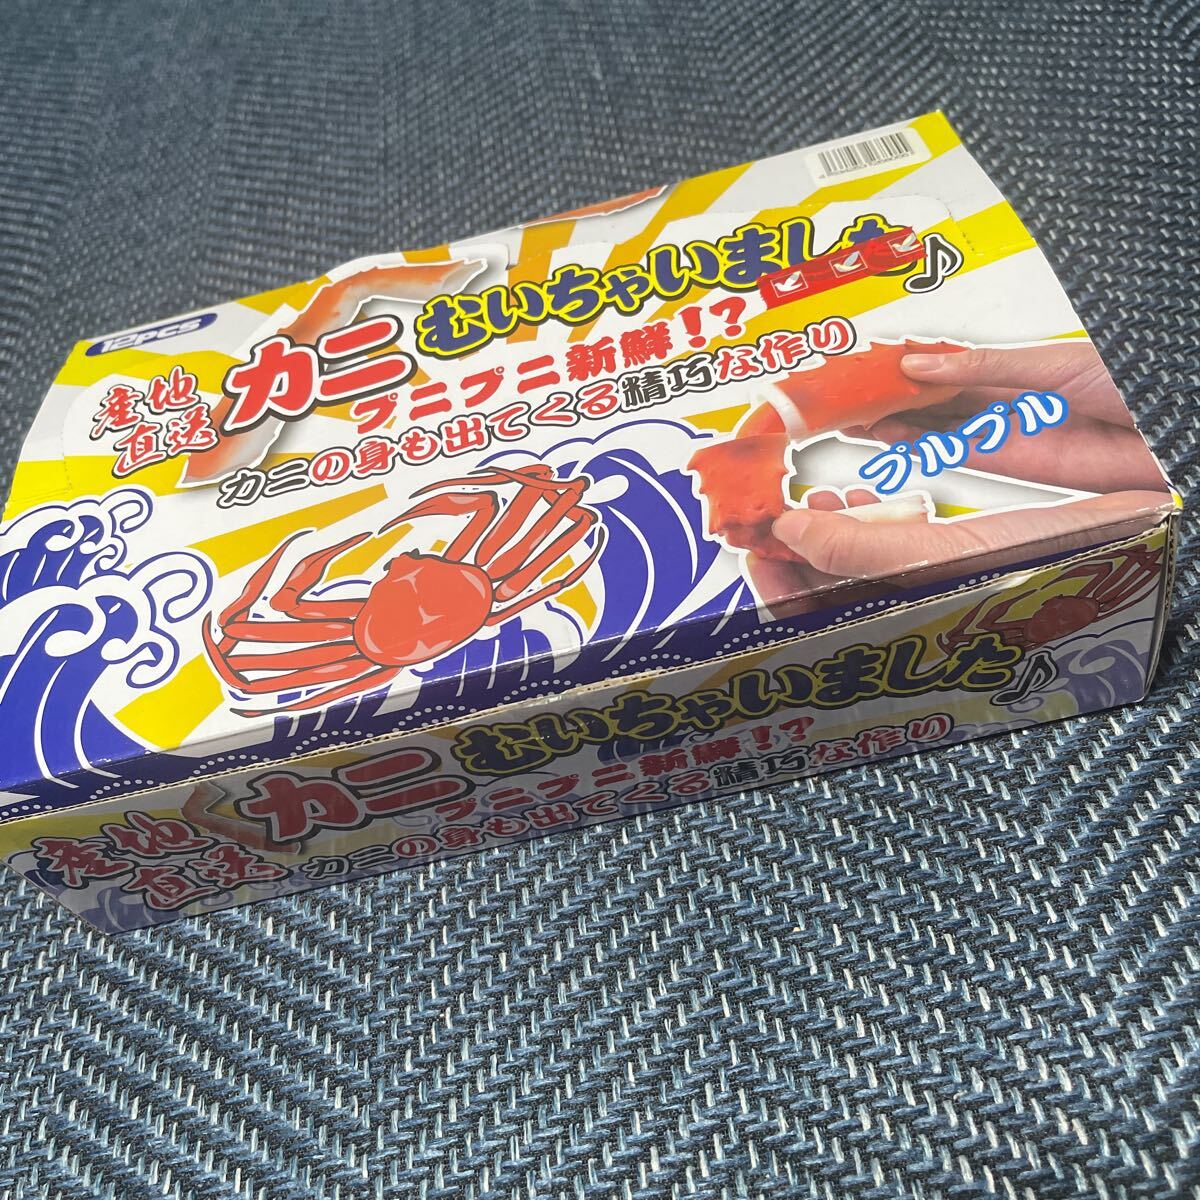 12PCS
産地直送
カニむいちゃいました♪
プニプニ新鮮!?
カニの身も出てくる精巧な作り
プルプル
産地直送
カニむいちゃいました♪
プニプニ新鮮!?
カニの身も出てくる精巧な作り